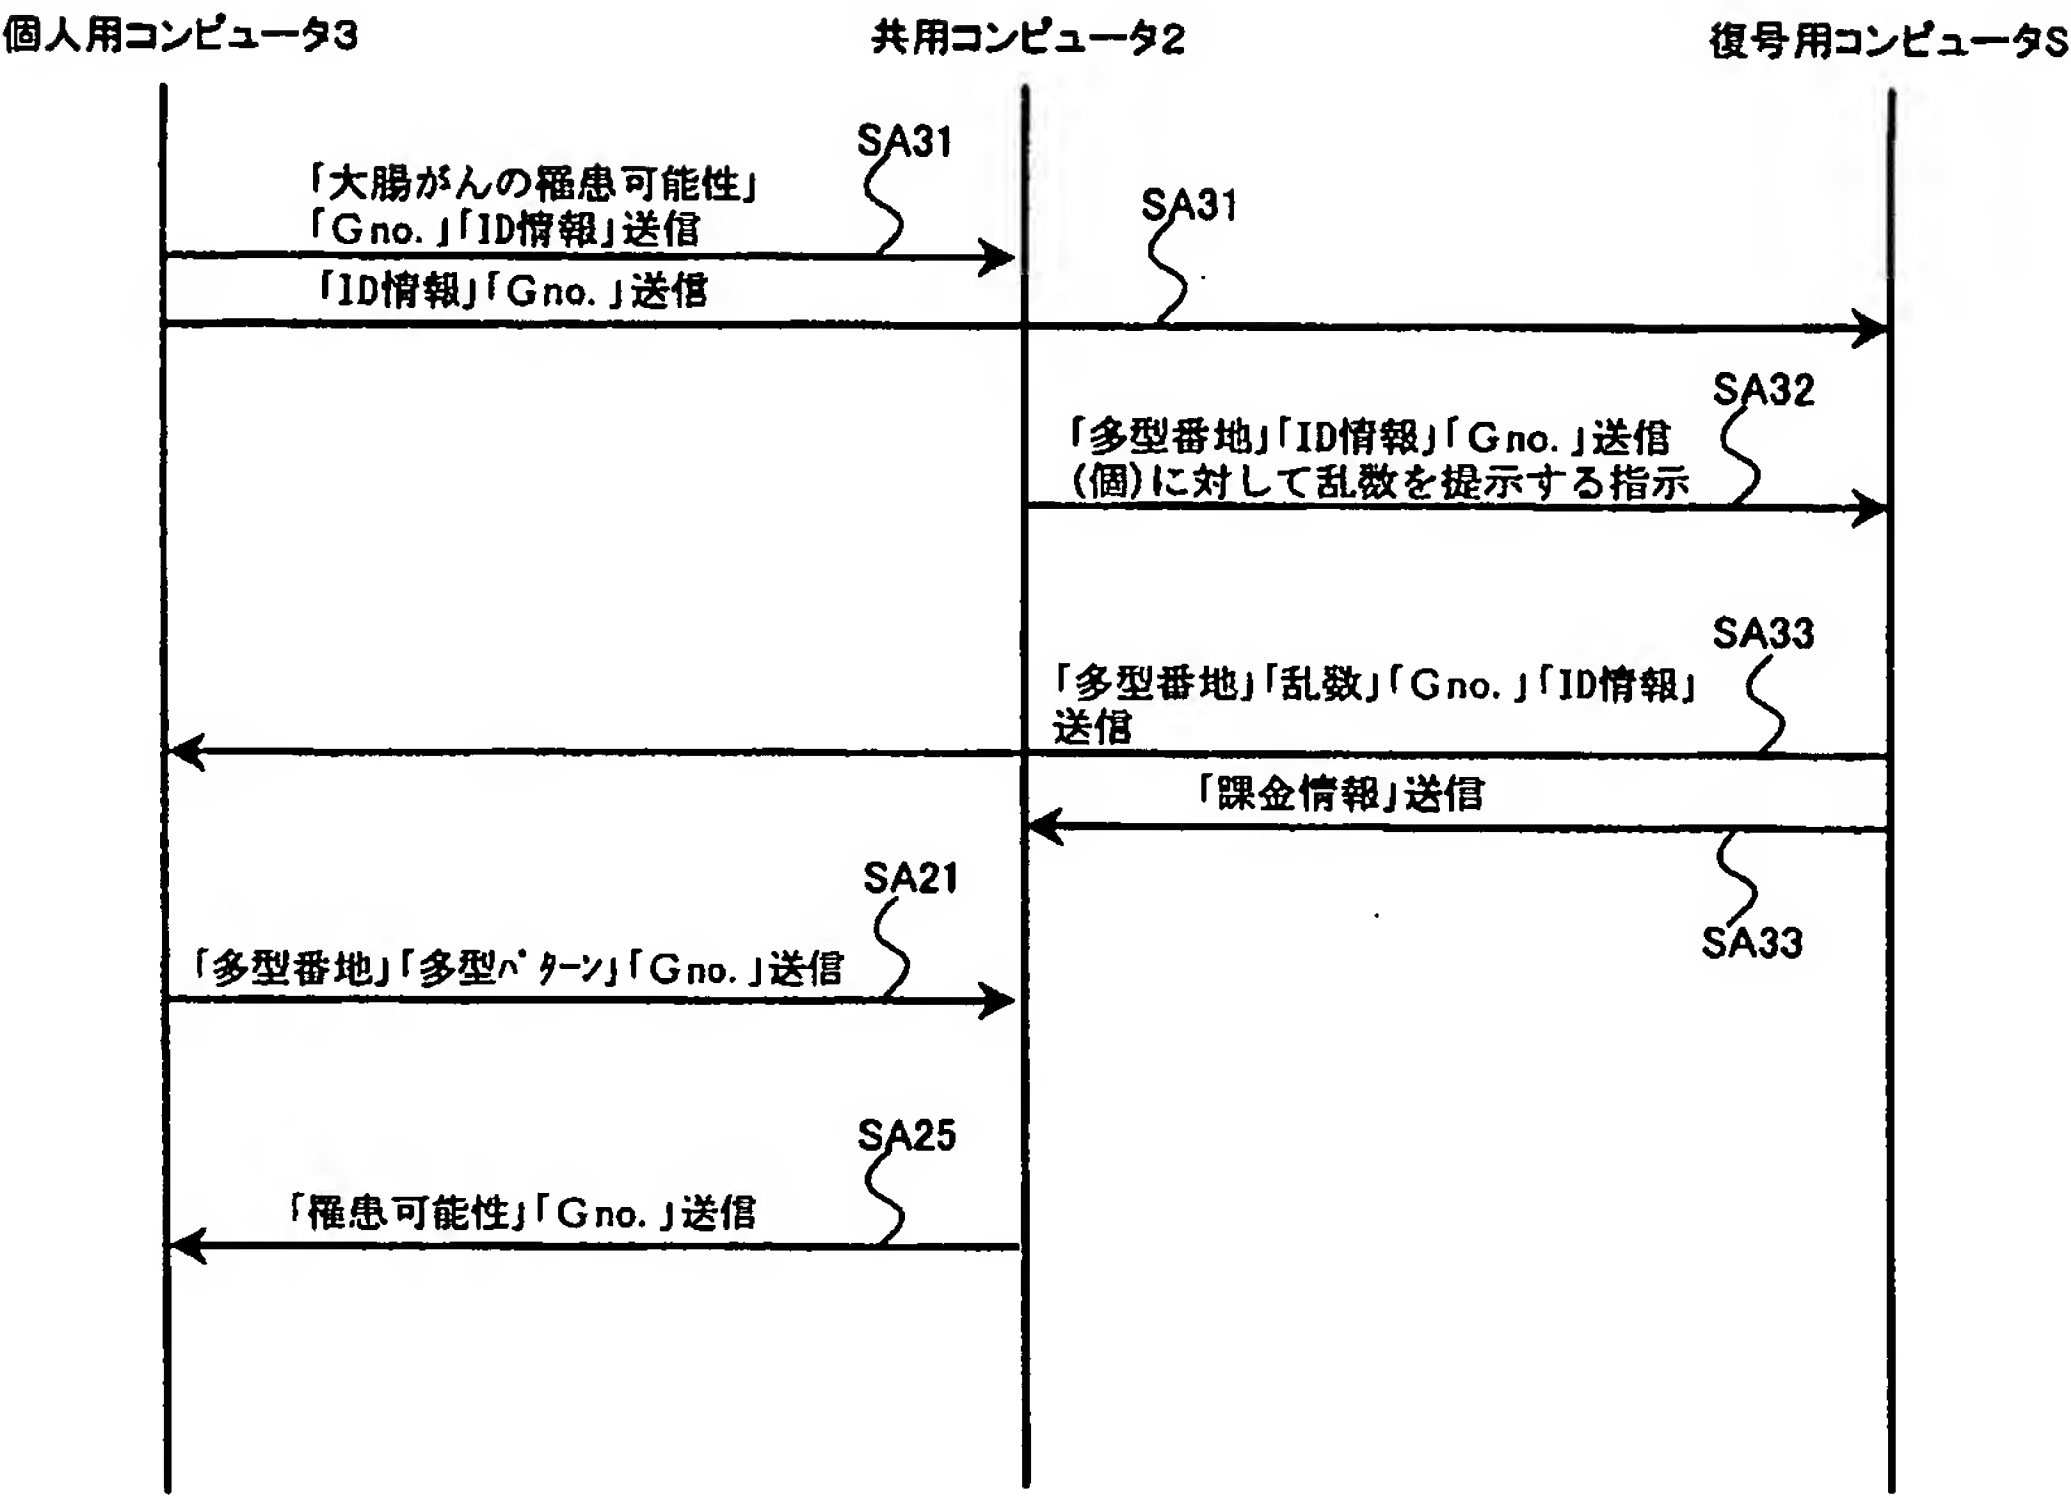 個人用コンピュータ3
共用コンピュータ2
復号用コンピュータS
SA31
「大腸がんの罹患可能性」
「Gno.」「ID情報」送信
SA31
「ID情報」「Gno.」送信
SA32
「多型番地」「ID情報」「Gno.」送信
(個)に対して乱数を提示する指示
SA33
「多型番地」「乱数」「Gno.」「ID情報」
送信
「課金情報」送信
SA33
SA21
「多型番地」「多型パターン」「Gno.」送信
SA25
「罹患可能性」「Gno.」送信